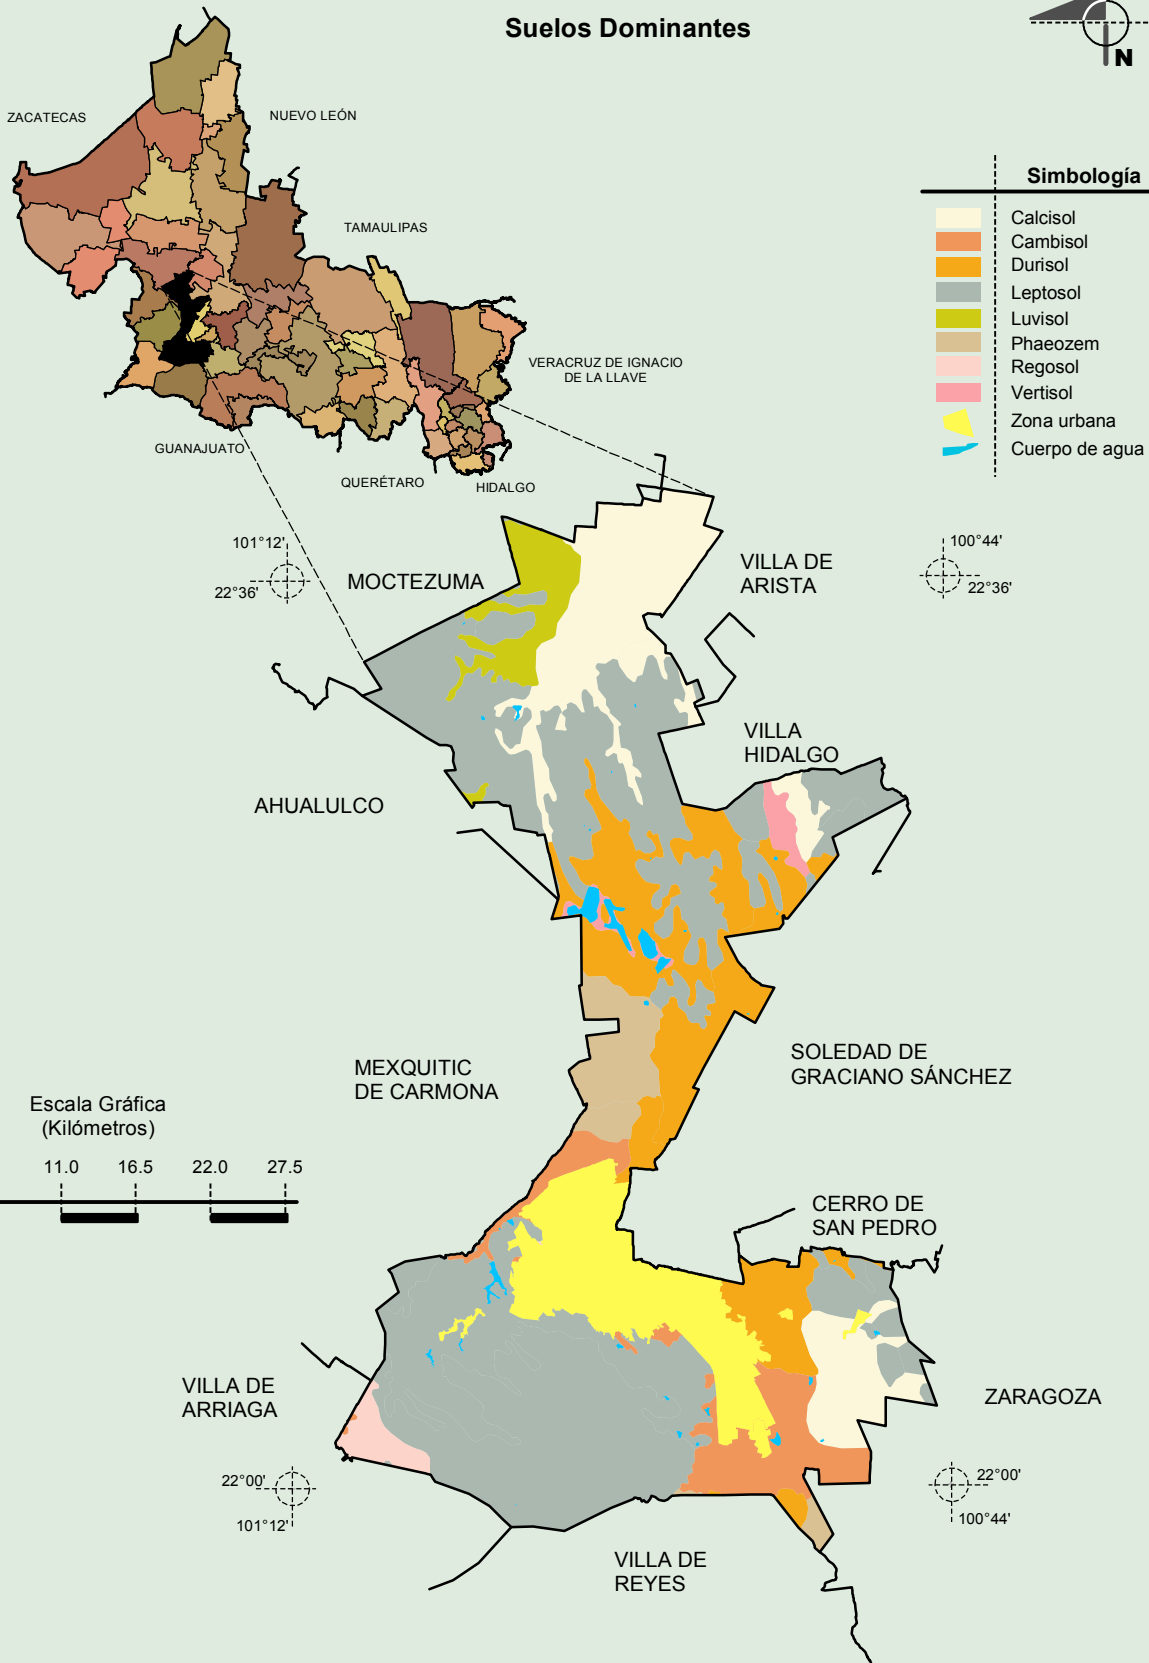 Suelos Dominantes
N
ZACATECAS
NUEVO LEÓN
TAMAULIPAS
VERACRUZ DE IGNACIO
DE LA LLAVE
GUANAJUATO
QUERÉTARO
HIDALGO
Simbología
Calcisol
Cambisol
Durisol
Leptosol
Luvisol
Phaeozem
Regosol
Vertisol
Zona urbana
Cuerpo de agua
101°12'
22°36'
100°44'
22°36'
MOCTEZUMA
VILLA DE
ARISTA
VILLA
HIDALGO
AHUALULCO
MEXQUITIC
DE CARMONA
SOLEDAD DE
GRACIANO SÁNCHEZ
Escala Gráfica
(Kilómetros)
11.0 16.5 22.0 27.5
CERRO DE
SAN PEDRO
VILLA DE
ARRIAGA
ZARAGOZA
22°00'
101°12'
22°00'
100°44'
VILLA DE
REYES